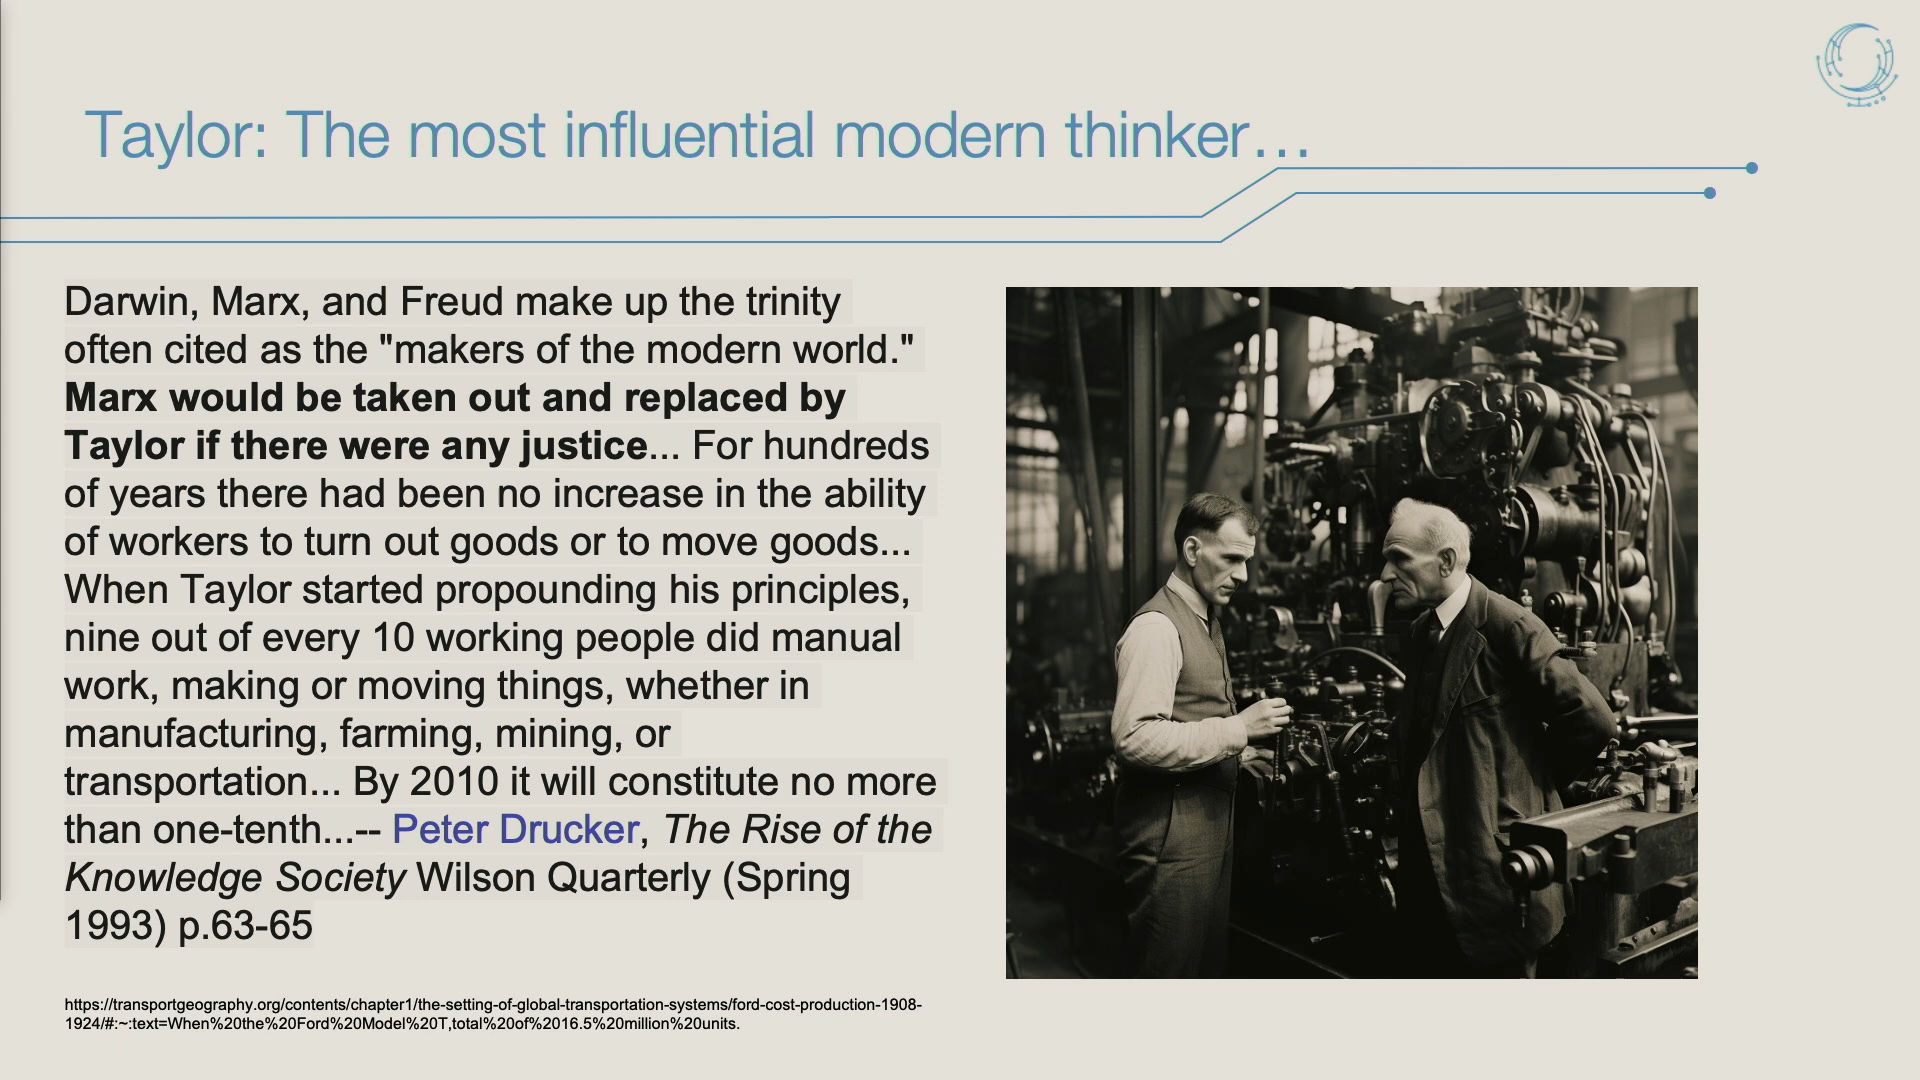 Taylor: The most influential modern thinker…
Darwin, Marx, and Freud make up the trinity
often cited as the "makers of the modern world."
Marx would be taken out and replaced by
Taylor if there were any justice... For hundreds
of years there had been no increase in the ability
of workers to turn out goods or to move goods...
When Taylor started propounding his principles,
nine out of every 10 working people did manual
work, making or moving things, whether in
manufacturing, farming, mining, or
transportation... By 2010 it will constitute no more
than one-tenth...-- Peter Drucker, The Rise of the
Knowledge Society Wilson Quarterly (Spring
1993) p.63-65
https://transportgeography.org/contents/chapter1/the-setting-of-global-transportation-systems/ford-cost-production-1908-
1924/#:~:text=When%20the%20Ford%20Model%20T,total%20of%2016.5%20million%20units.